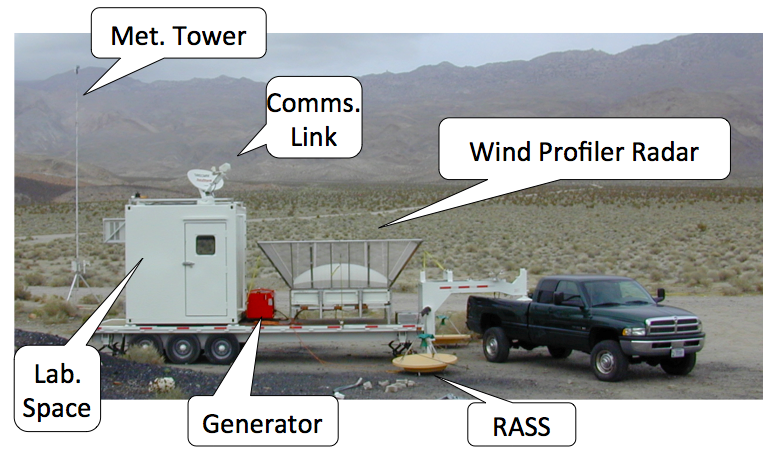 Met. Tower
Comms.
Link
Wind Profiler Radar
Lab.
Space
Generator
RASS